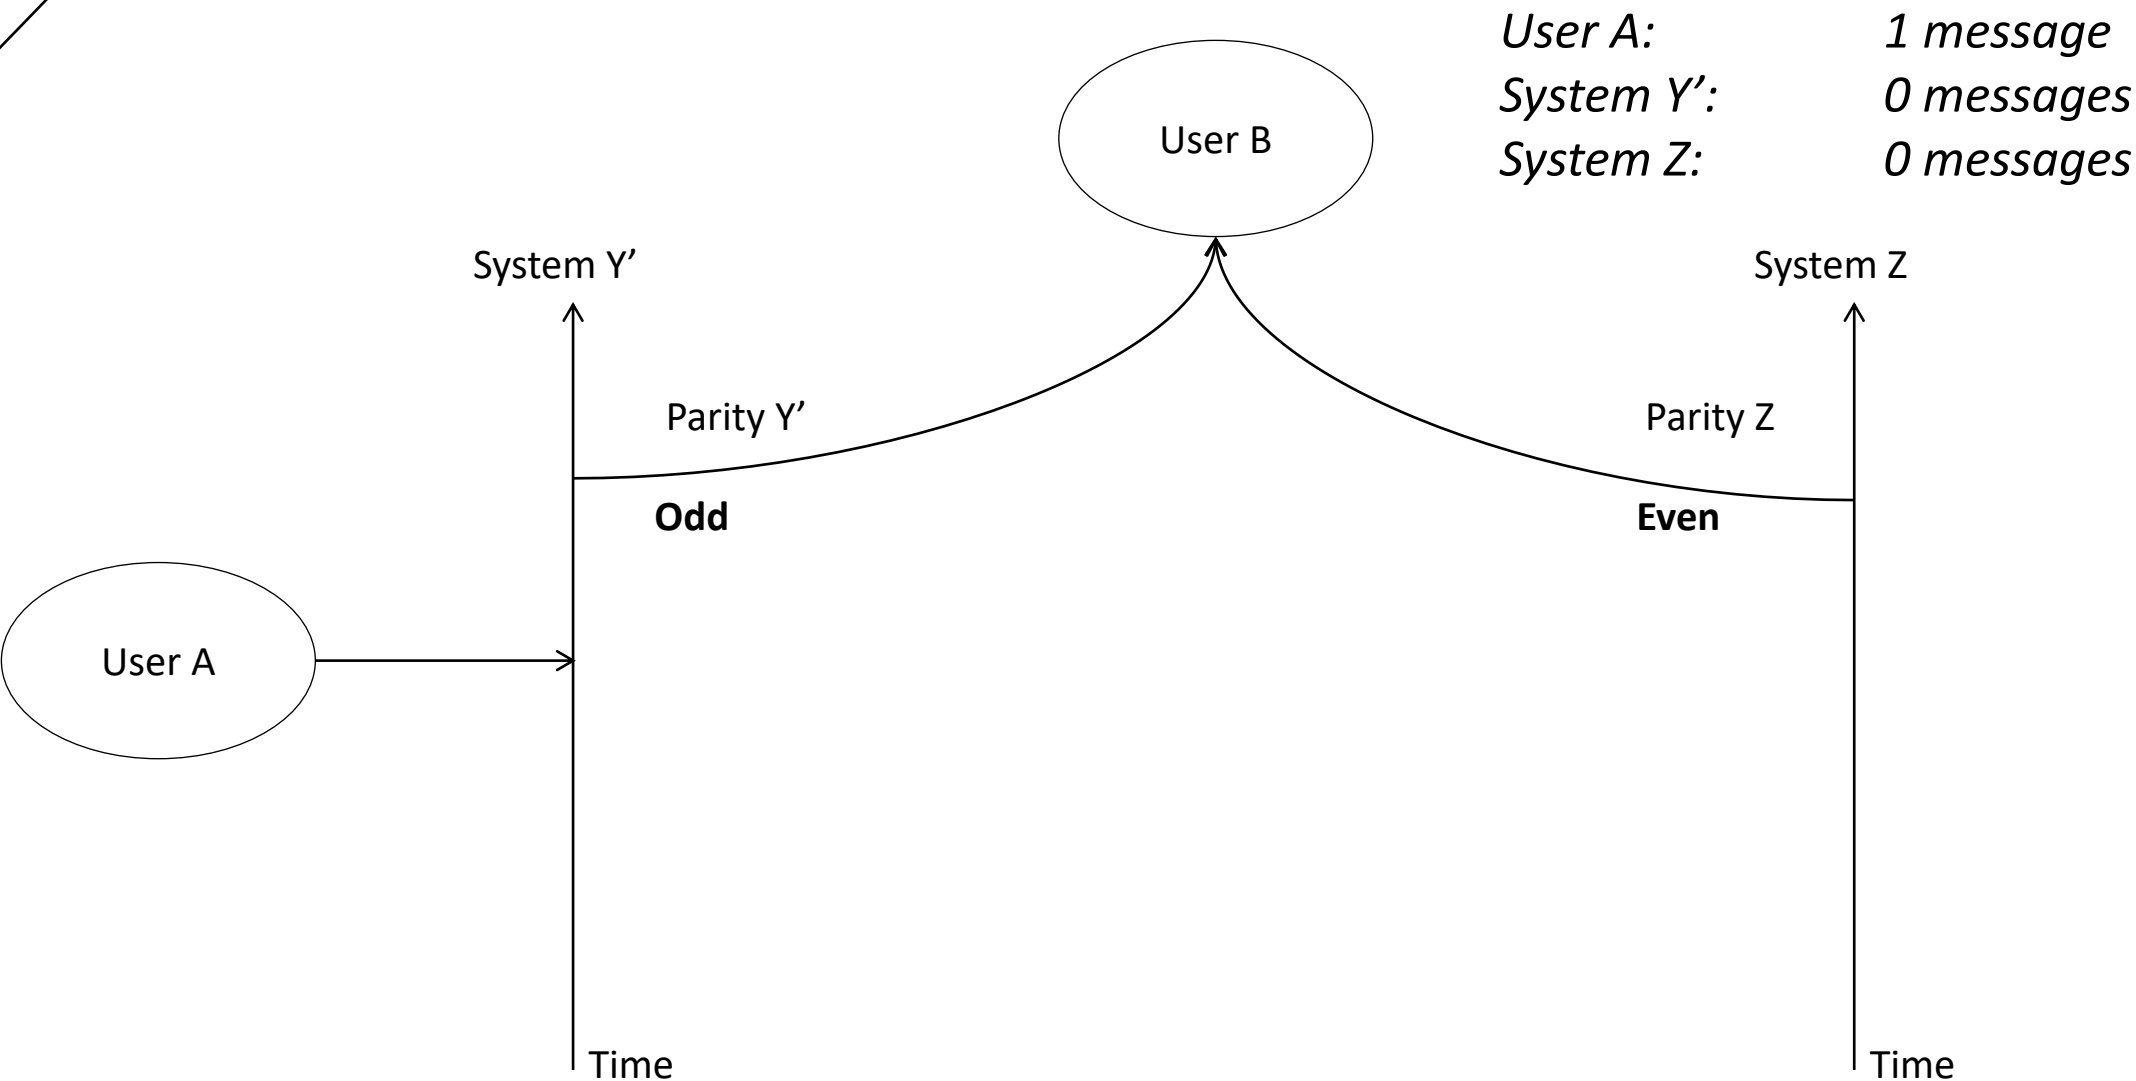 User A: 1 message
System Y’: 0 messages
System Z: 0 messages
User B
System Y’
System Z
Parity Y’
Parity Z
Odd
Even
User A
Time
Time